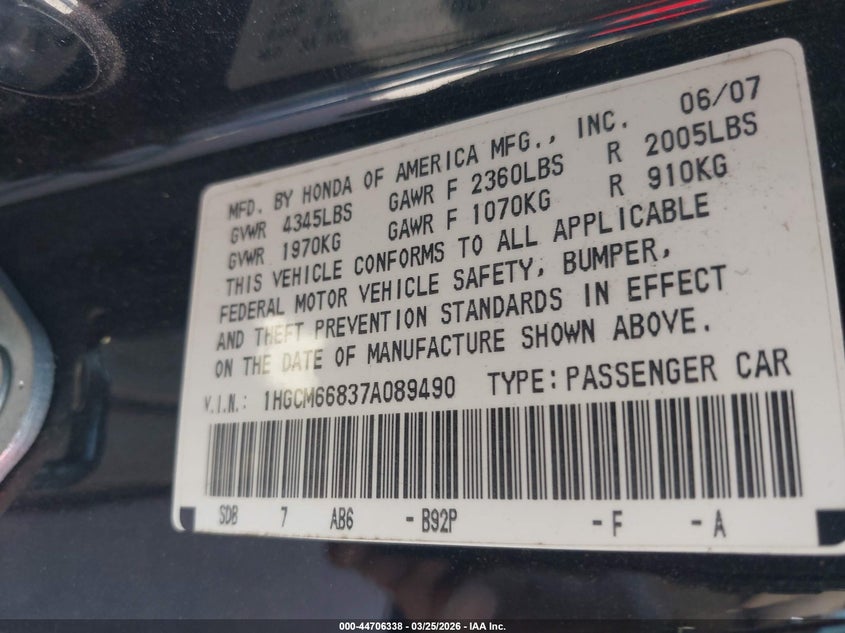 06/07
MFD. BY HONDA OF AMERICA MFG., INC.
GVWR 4345LBS GAWR F 2360LBS R 2005LBS
GVWR 1970KG GAWR F 1070KG R 910KG
THIS VEHICLE CONFORMS TO ALL APPLICABLE
FEDERAL MOTOR VEHICLE SAFETY, BUMPER,
AND THEFT PREVENTION STANDARDS IN EFFECT
ON THE DATE OF MANUFACTURE SHOWN ABOVE.
V.I.N.: 1HGCM66837A089490 TYPE: PASSENGER CAR
SDB 7 AB6 - B92P - F - A
000-44706338 - 03/25/2026 - IAA Inc.